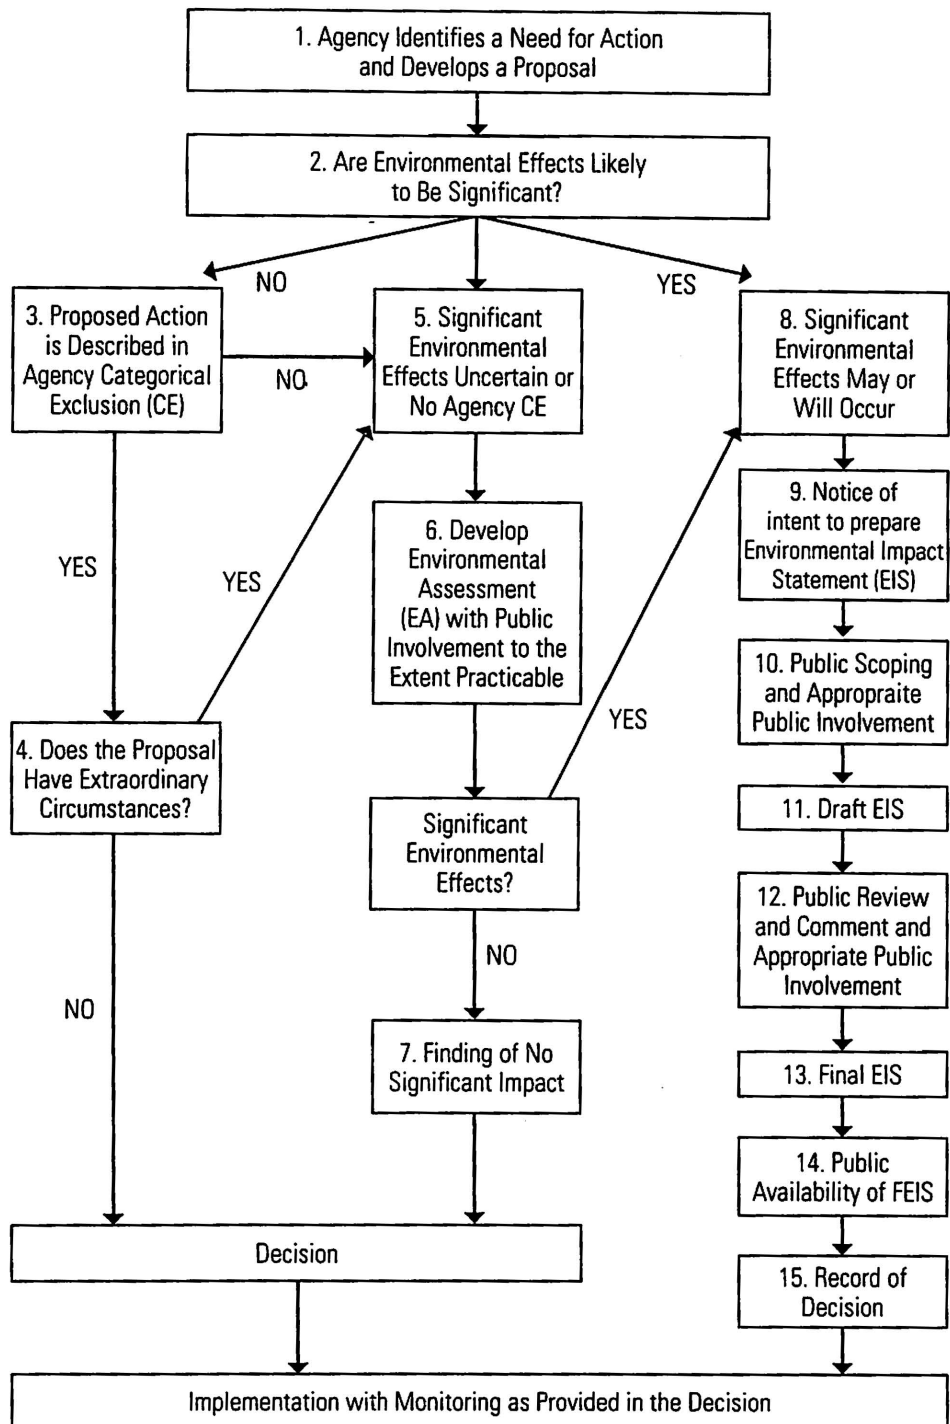 1. Agency Identifies a Need for Action
and Develops a Proposal
2. Are Environmental Effects Likely
to Be Significant?
NO
YES
3. Proposed Action
is Described in
Agency Categorical
Exclusion (CE)
NO
5. Significant
Environmental
Effects Uncertain or
No Agency CE
8. Significant
Environmental
Effects May or
Will Occur
YES
YES
6. Develop
Environmental
Assessment
(EA) with Public
Involvement to the
Extent Practicable
YES
9. Notice of
intent to prepare
Environmental Impact
Statement (EIS)
10. Public Scoping
and Appropraite
Public Involvement
4. Does the Proposal
Have Extraordinary
Circumstances?
Significant
Environmental
Effects?
11. Draft EIS
12. Public Review
and Comment and
Appropriate Public
Involvement
NO
NO
7. Finding of No
Significant Impact
13. Final EIS
14. Public
Availability of FEIS
Decision
15. Record of
Decision
Implementation with Monitoring as Provided in the Decision